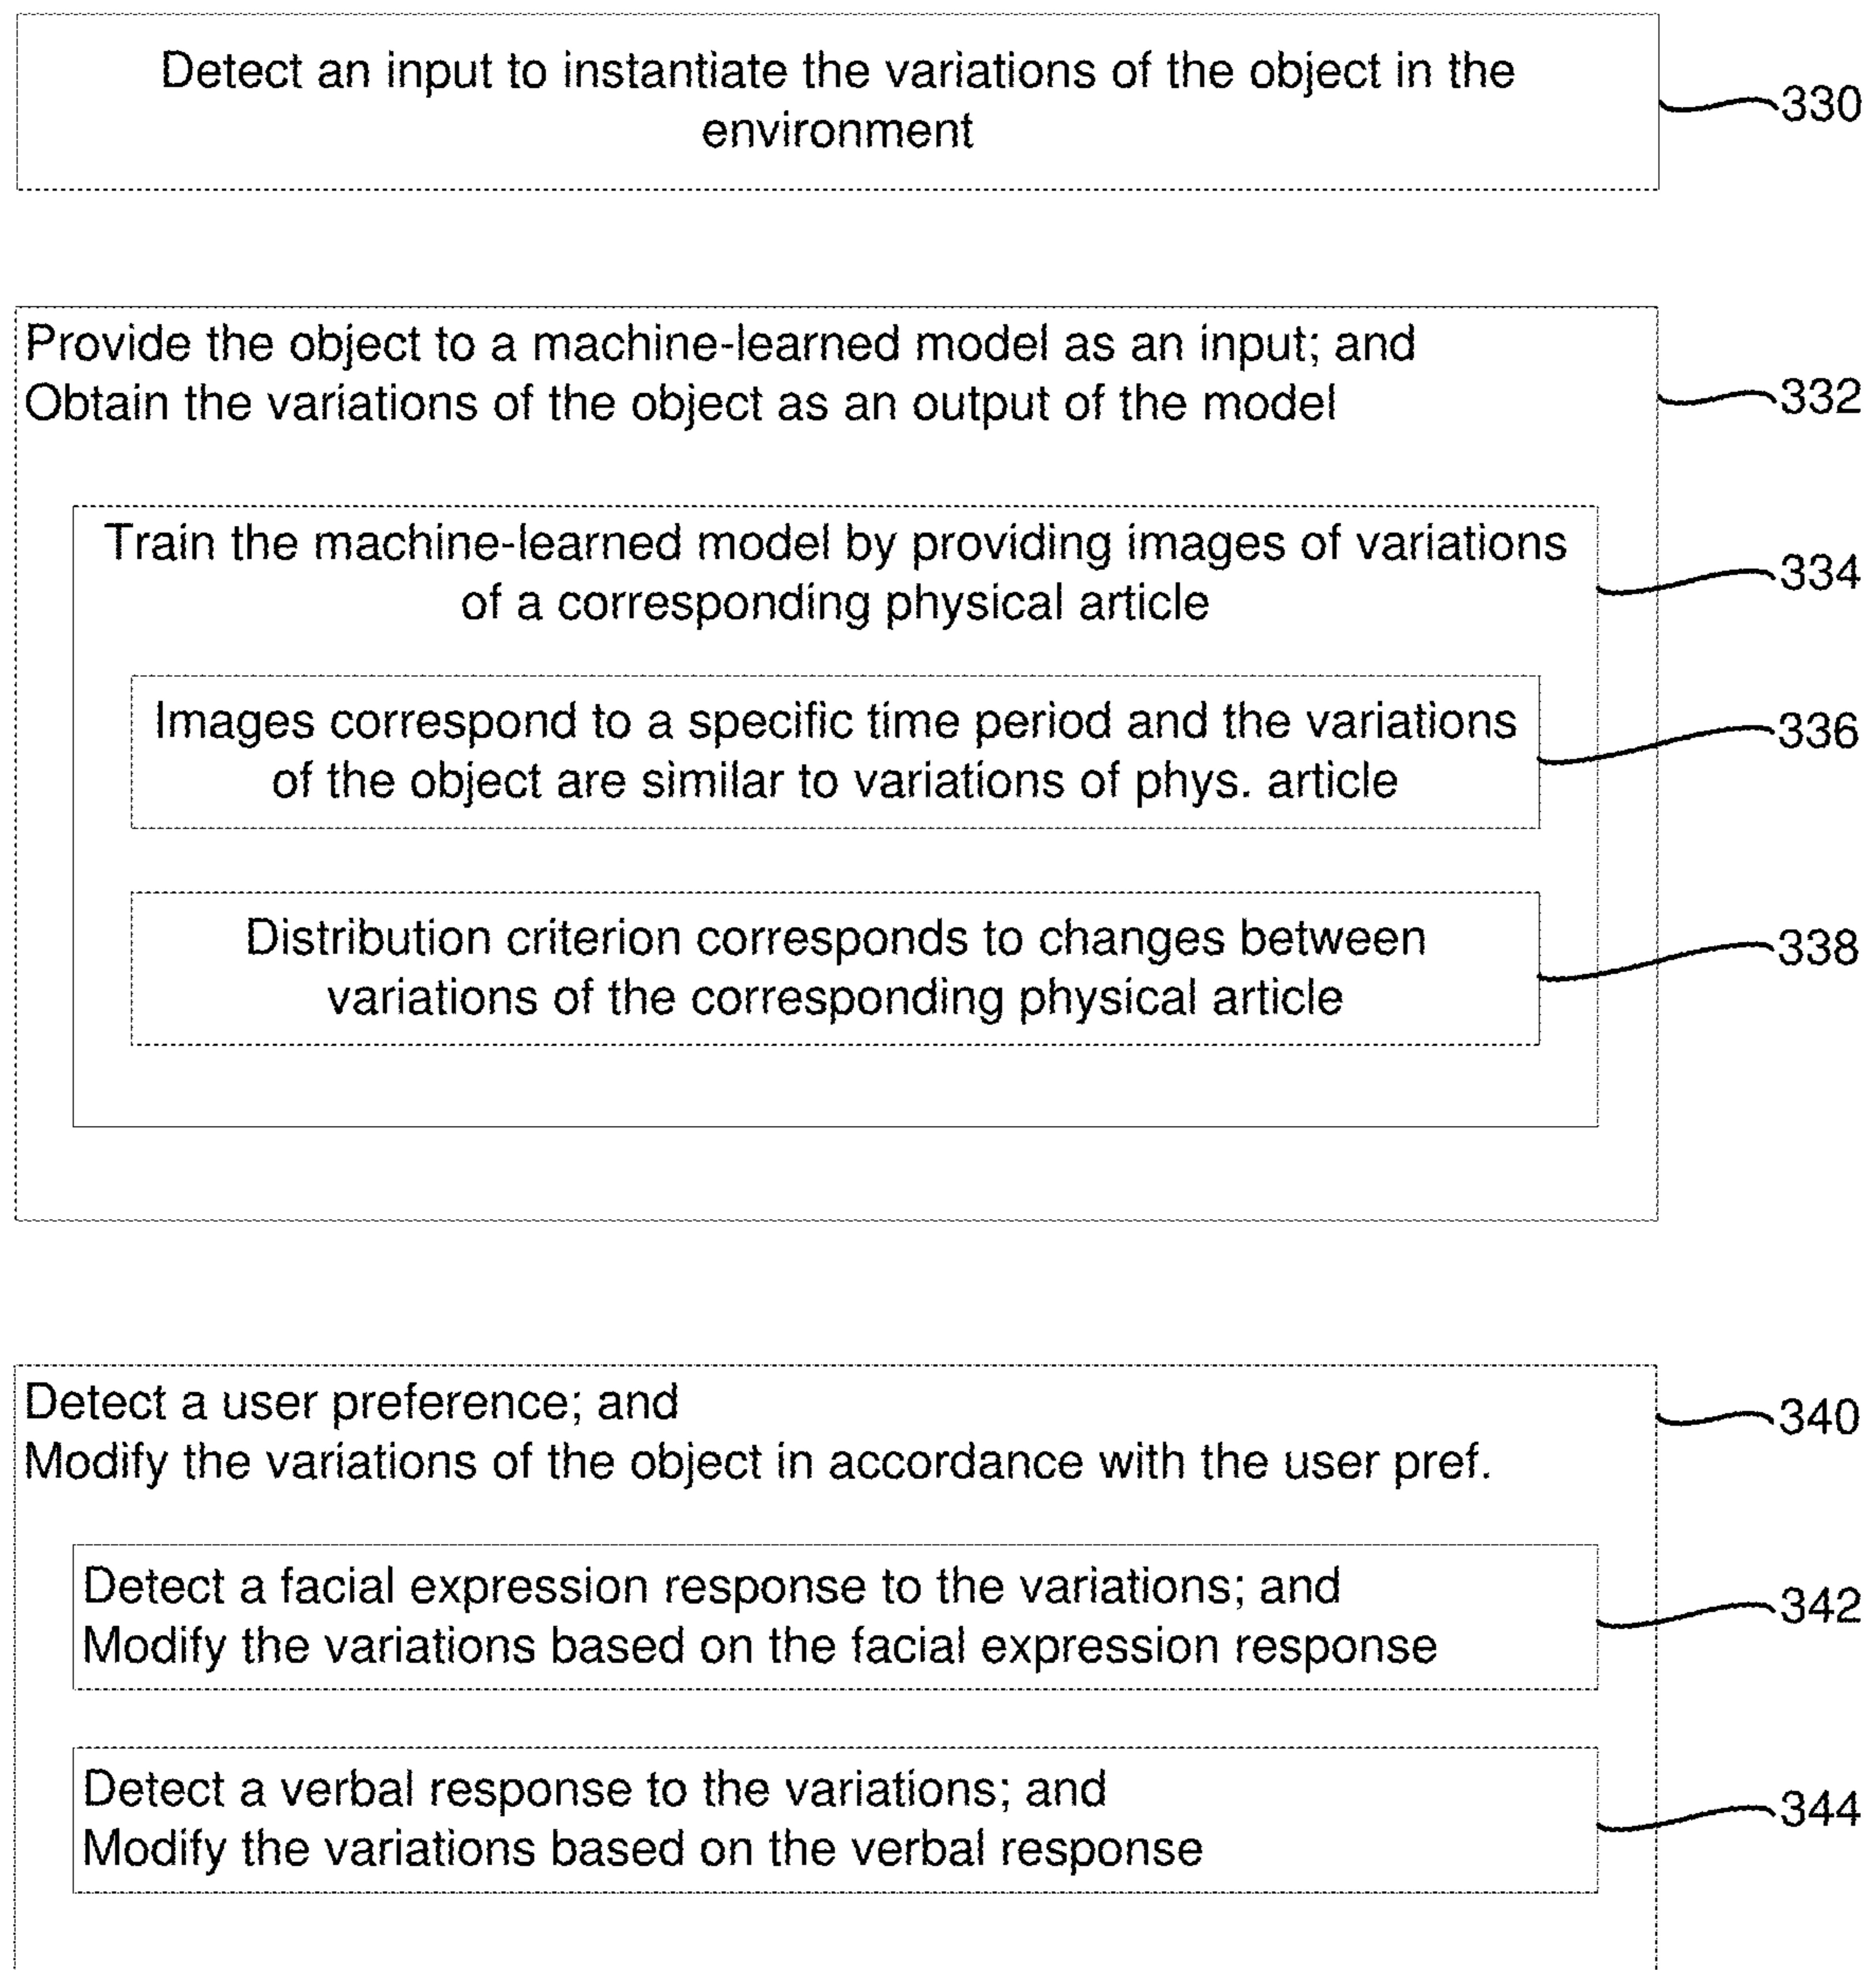 Detect an input to instantiate the variations of the object in the
environment
330
Provide the object to a machine-learned model as an input; and
Obtain the variations of the object as an output of the model
332
Train the machine-learned model by providing images of variations
of a corresponding physical article
334
Images correspond to a specific time period and the variations
of the object are similar to variations of phys. article
336
Distribution criterion corresponds to changes between
variations of the corresponding physical article
338
Detect a user preference; and
Modify the variations of the object in accordance with the user pref.
340
Detect a facial expression response to the variations; and
Modify the variations based on the facial expression response
342
Detect a verbal response to the variations; and
Modify the variations based on the verbal response
344